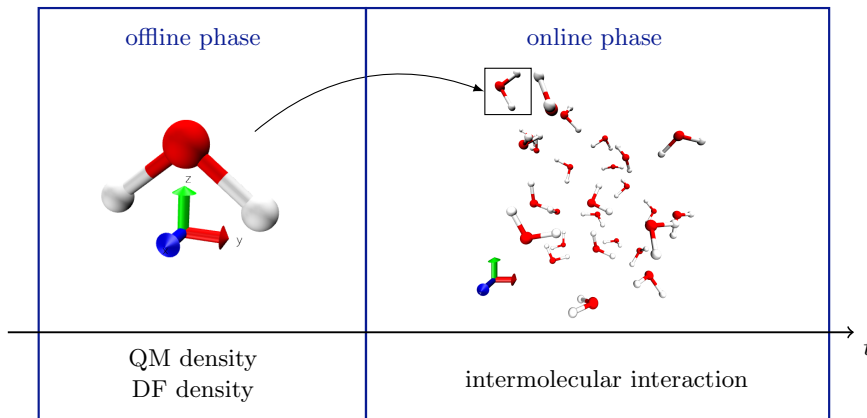 offline phase
online phase
z
y
QM density
DF density
intermolecular interaction